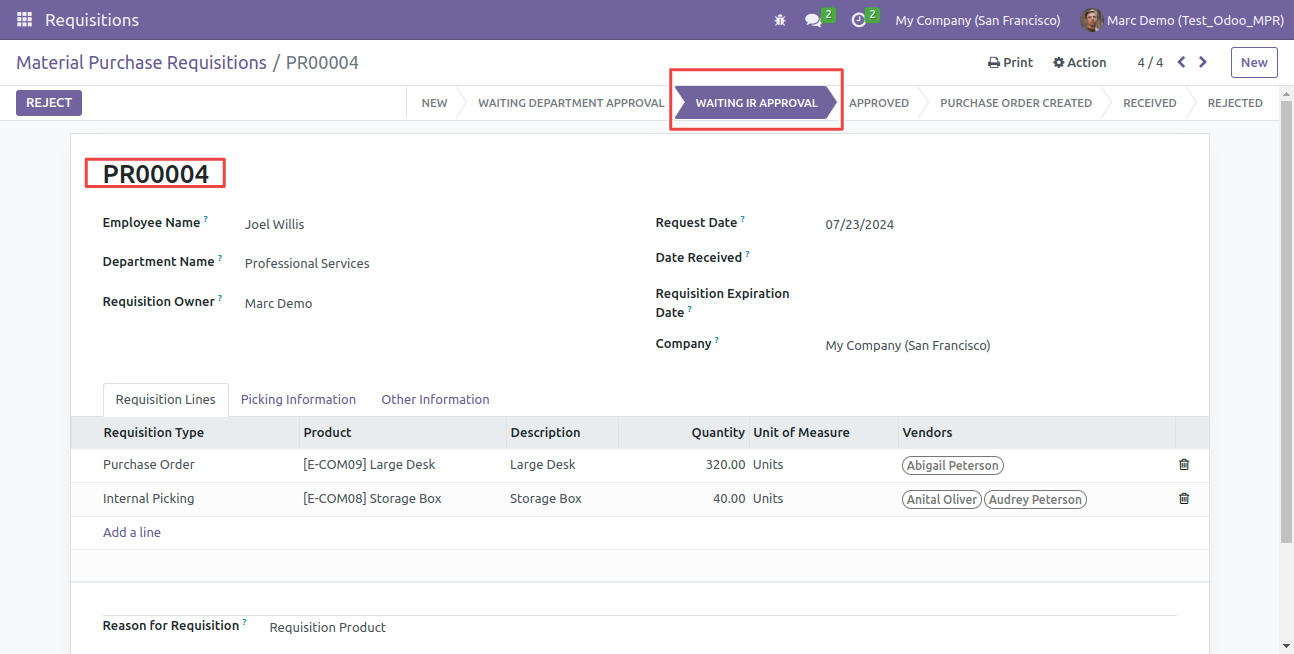 Requisitions 2 2 My Company (San Francisco) Marc Demo (Test_Odoo_MPR)
Material Purchase Requisitions / PR00004 Print Action 4 / 4 New
REJECT NEW WAITING DEPARTMENT APPROVAL WAITING IR APPROVAL APPROVED PURCHASE ORDER CREATED RECEIVED REJECTED
PR00004
Employee Name ? Joel Willis Request Date ? 07/23/2024
Department Name ? Professional Services Date Received ?
Requisition Owner ? Marc Demo Requisition Expiration
Date ?
Company ? My Company (San Francisco)
Requisition Lines Picking Information Other Information
Requisition Type Product Description Quantity Unit of Measure Vendors
Purchase Order [E-COM09] Large Desk Large Desk 320.00 Units Abigail Peterson
Internal Picking [E-COM08] Storage Box Storage Box 40.00 Units Anital Oliver Audrey Peterson
Add a line
Reason for Requisition ? Requisition Product